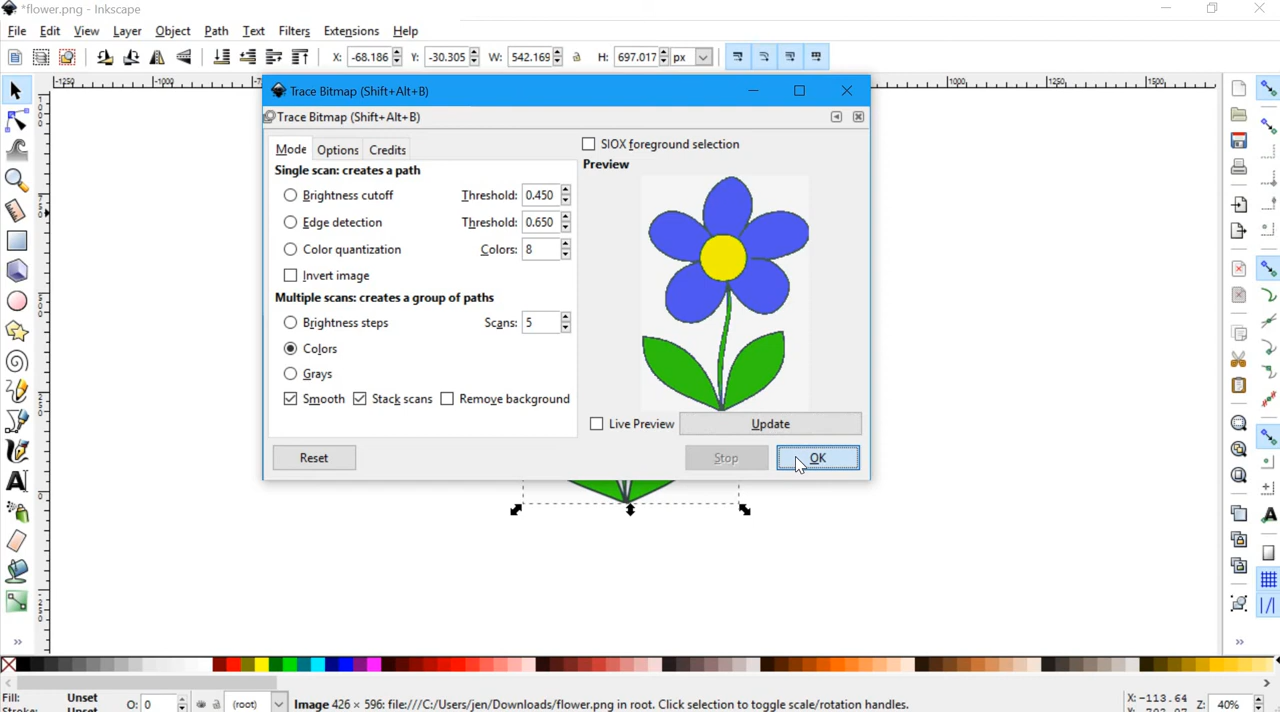 *flower.png - Inkscape
File Edit View Layer Object Path Text Filters Extensions Help
X: -68.186 Y: -30.305 W: 542.169 H: 697.017 px
-1250 -1000 1000 1250 1500
Trace Bitmap (Shift+Alt+B)
Trace Bitmap (Shift+Alt+B)
Mode Options Credits
SIOX foreground selection
Single scan: creates a path
Preview
Brightness cutoff Threshold: 0.450
Edge detection Threshold: 0.650
Color quantization Colors: 8
Invert image
Multiple scans: creates a group of paths
Brightness steps Scans: 5
Colors
Grays
Smooth Stack scans Remove background
Live Preview Update
Reset Stop OK
Fill: Unset O: 0 (root) Image 426 × 596: file:///C:/Users/jen/Downloads/flower.png in root. Click selection to toggle scale/rotation handles. X: -113.64 Z: 40%